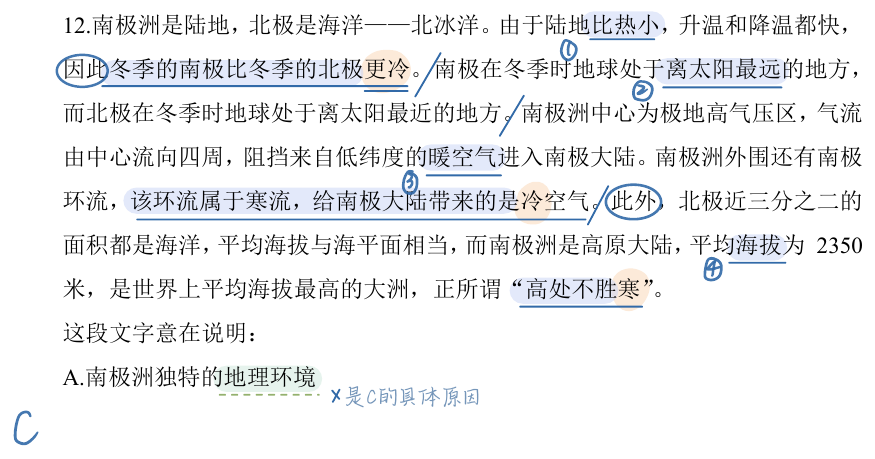 12.南极洲是陆地，北极是海洋——北冰洋。由于陆地比热小，升温和降温都快，
①
因此冬季的南极比冬季的北极更冷。/南极在冬季时地球处于离太阳最远的地方，
②
而北极在冬季时地球处于离太阳最近的地方。/南极洲中心为极地高气压区，气流
由中心流向四周，阻挡来自低纬度的暖空气进入南极大陆。南极洲外围还有南极
③
环流，该环流属于寒流，给南极大陆带来的是冷空气。/此外，北极近三分之二的
面积都是海洋，平均海拔与海平面相当，而南极洲是高原大陆，平均海拔为 2350
④
米，是世界上平均海拔最高的大洲，正所谓“高处不胜寒”。
这段文字意在说明：
A.南极洲独特的地理环境
×是C的具体原因
C